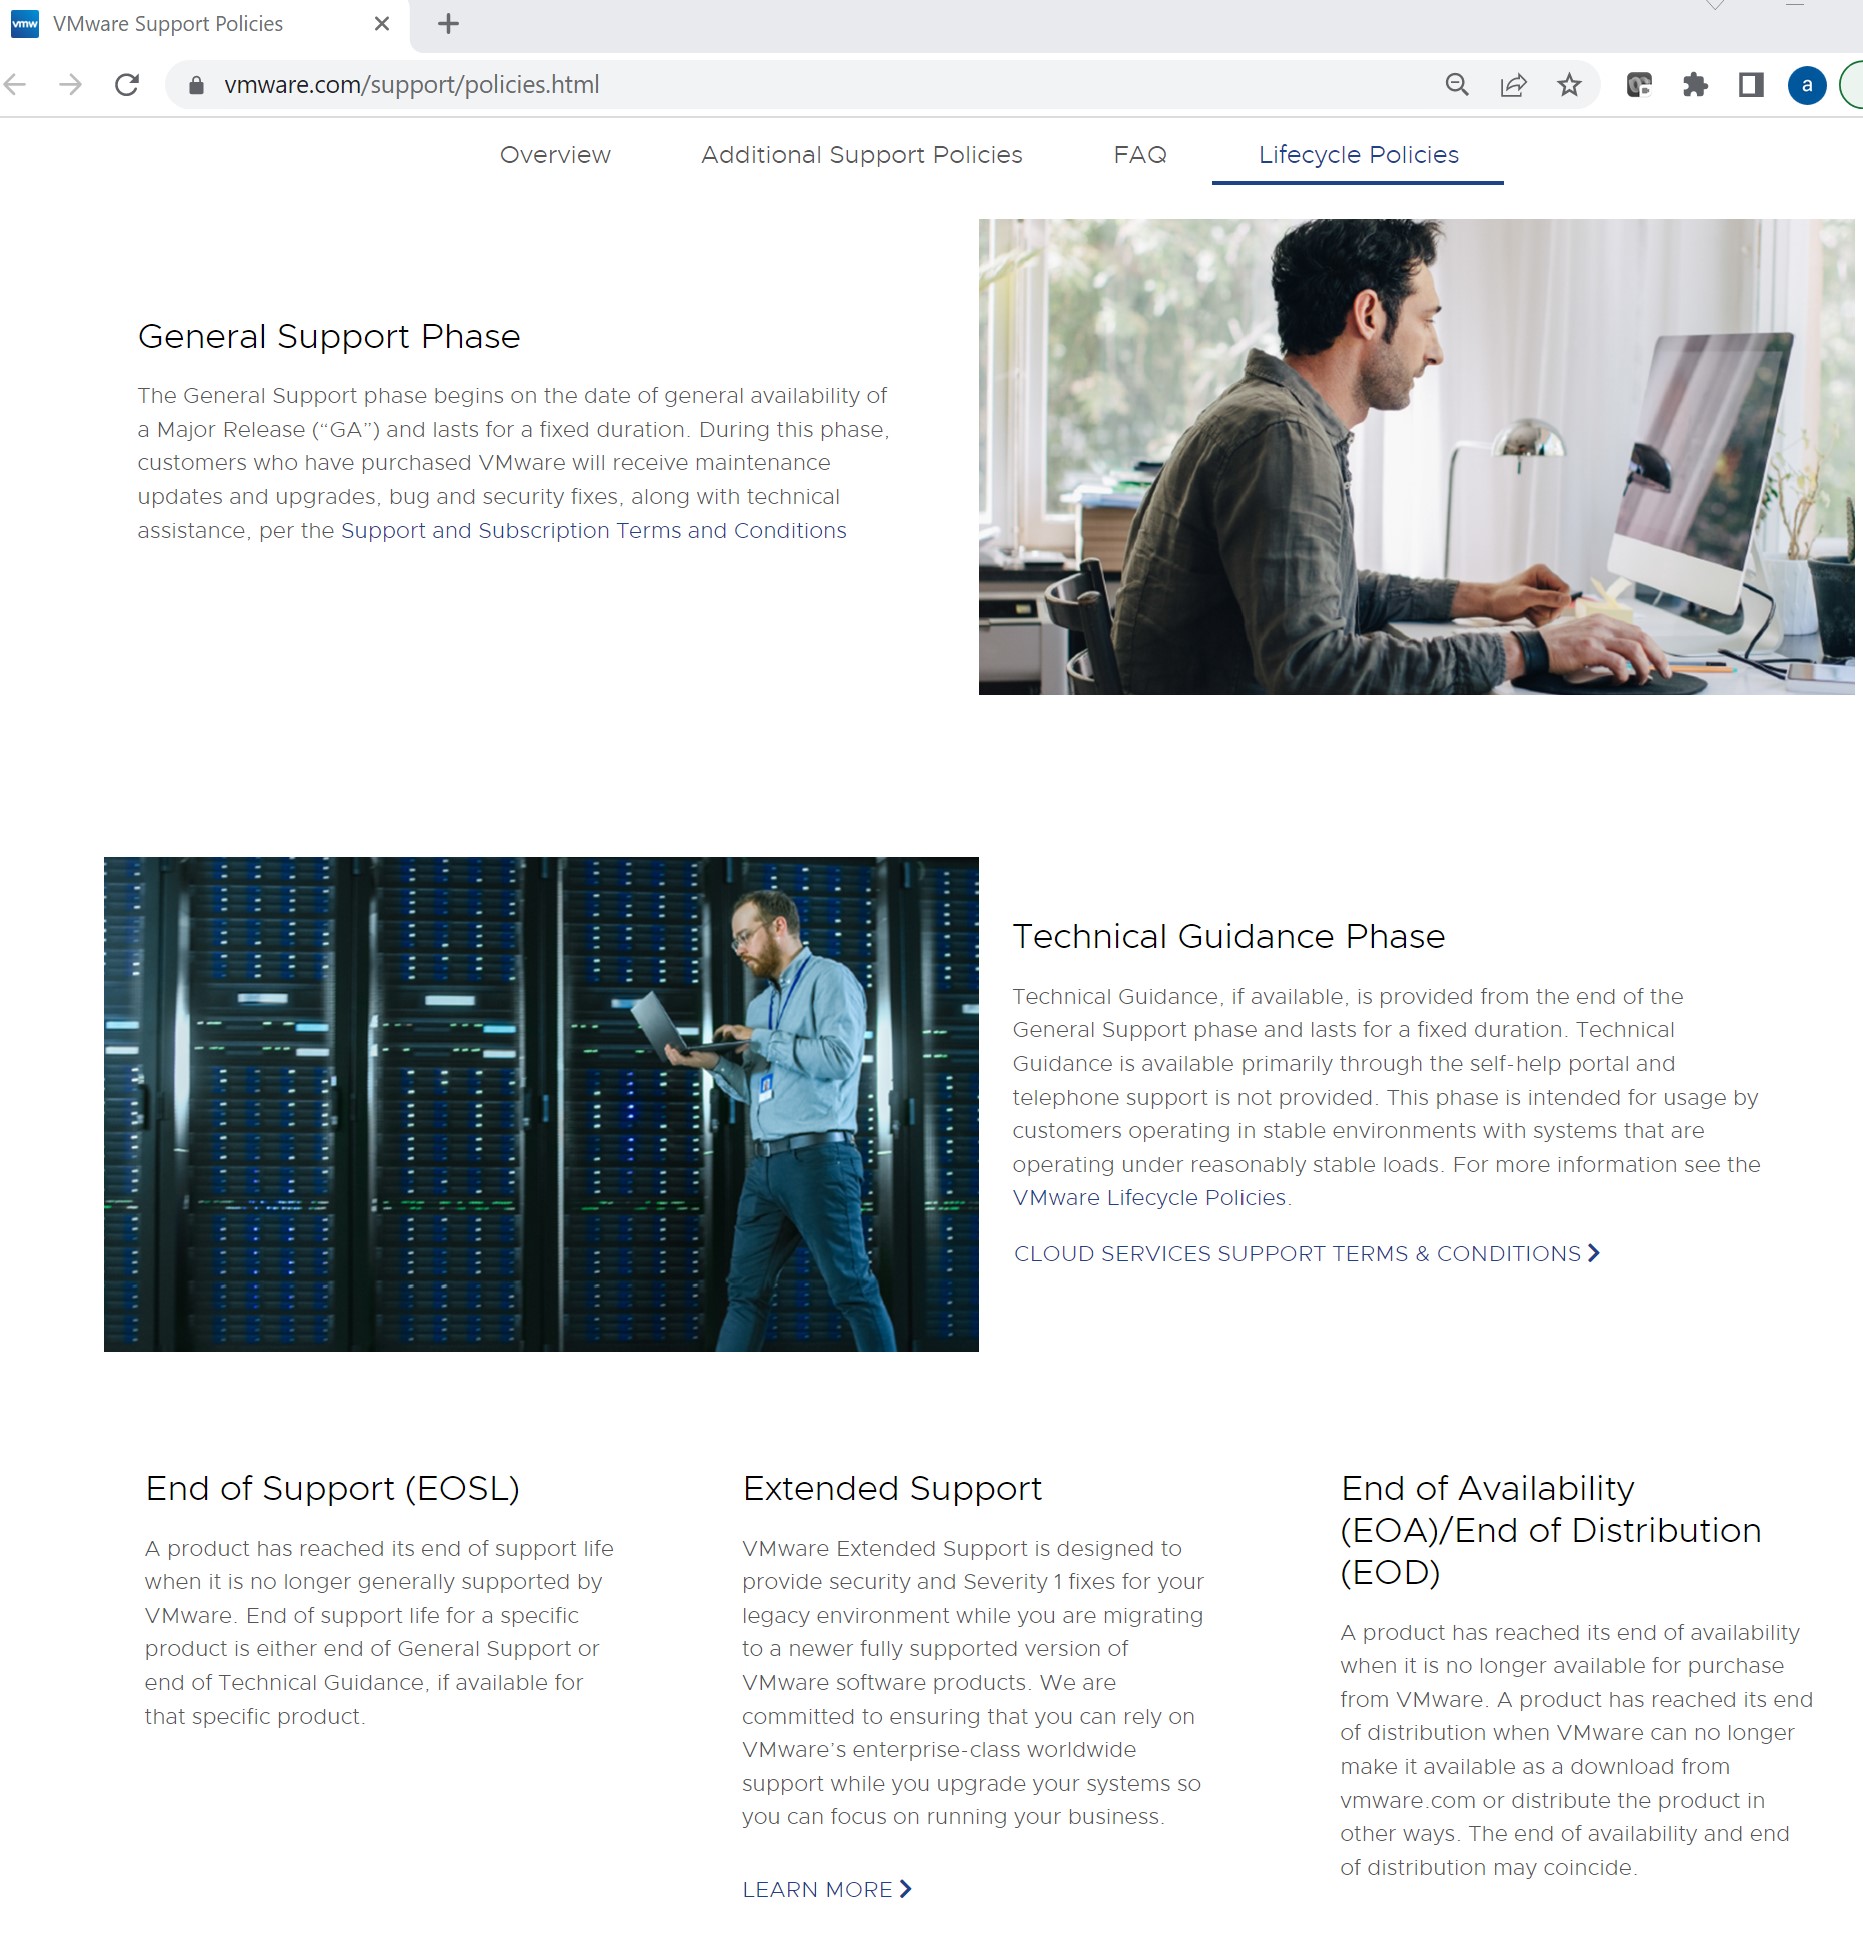 vmw VMware Support Policies
vmware.com/support/policies.html
a
Overview Additional Support Policies FAQ Lifecycle Policies
General Support Phase
The General Support phase begins on the date of general availability of
a Major Release (“GA”) and lasts for a fixed duration. During this phase,
customers who have purchased VMware will receive maintenance
updates and upgrades, bug and security fixes, along with technical
assistance, per the Support and Subscription Terms and Conditions
Technical Guidance Phase
Technical Guidance, if available, is provided from the end of the
General Support phase and lasts for a fixed duration. Technical
Guidance is available primarily through the self-help portal and
telephone support is not provided. This phase is intended for usage by
customers operating in stable environments with systems that are
operating under reasonably stable loads. For more information see the
VMware Lifecycle Policies.
CLOUD SERVICES SUPPORT TERMS & CONDITIONS
End of Support (EOSL)
A product has reached its end of support life
when it is no longer generally supported by
VMware. End of support life for a specific
product is either end of General Support or
end of Technical Guidance, if available for
that specific product.
Extended Support
VMware Extended Support is designed to
provide security and Severity 1 fixes for your
legacy environment while you are migrating
to a newer fully supported version of
VMware software products. We are
committed to ensuring that you can rely on
VMware’s enterprise-class worldwide
support while you upgrade your systems so
you can focus on running your business.
LEARN MORE
End of Availability
(EOA)/End of Distribution
(EOD)
A product has reached its end of availability
when it is no longer available for purchase
from VMware. A product has reached its end
of distribution when VMware can no longer
make it available as a download from
vmware.com or distribute the product in
other ways. The end of availability and end
of distribution may coincide.